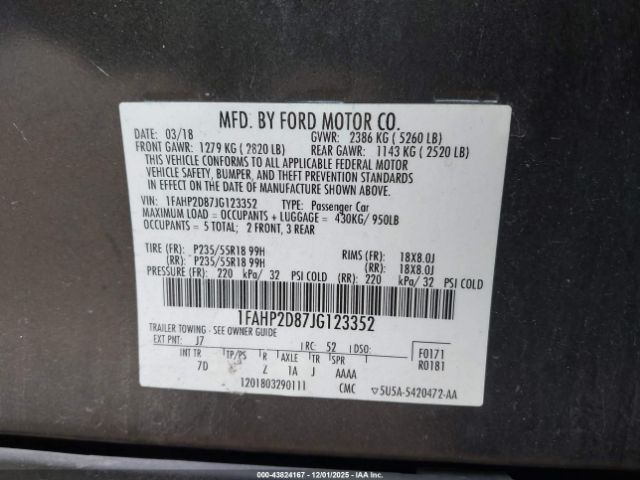 MFD. BY FORD MOTOR CO.
DATE: 03/18 GVWR: 2386 KG ( 5260 LB)
FRONT GAWR: 1279 KG ( 2820 LB) REAR GAWR: 1143 KG ( 2520 LB)
THIS VEHICLE CONFORMS TO ALL APPLICABLE FEDERAL MOTOR
VEHICLE SAFETY, BUMPER, AND THEFT PREVENTION STANDARDS
IN EFFECT ON THE DATE OF MANUFACTURE SHOWN ABOVE.
VIN: 1FAHP2D87JG123352 TYPE: Passenger Car
MAXIMUM LOAD = OCCUPANTS + LUGGAGE = 430KG/ 950LB
OCCUPANTS = 5 TOTAL; 2 FRONT, 3 REAR
TIRE (FR): P235/55R18 99H RIMS (FR): 18X8.0J
(RR): P235/55R18 99H (RR): 18X8.0J
PRESSURE (FR): 220 kPa/ 32 PSI COLD (RR): 220 kPa/ 32 PSI COLD
1FAHP2D87JG123352
TRAILER TOWING - SEE OWNER GUIDE
EXT PNT: J7 RC: 52 DSO: F0171
INT TR TP/PS R AXLE TR SPR R0181
7D Z 1A J AAAA
1201803290111 CMC ▽5U5A-5420472-AA
© IAA - 43824167 - 12/01/2025 - IAAI.COM